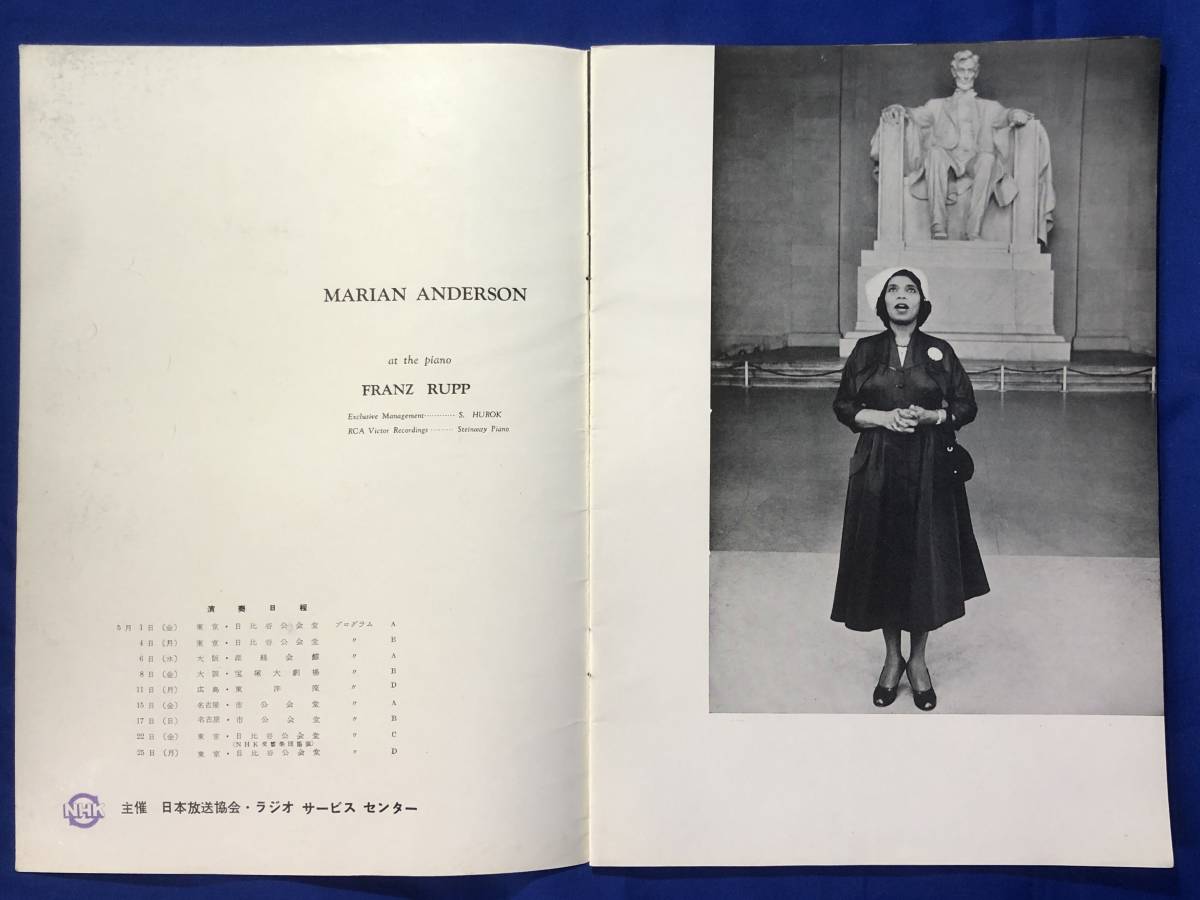 MARIAN ANDERSON
at the piano
FRANZ RUPP
Exclusive Management············ S. HUROK
RCA Victor Recordings ········ Steinway Piano
演奏日程
5月1日(金) 東京・日比谷公会堂 プログラム A
4日(月) 東京・日比谷公会堂 〃 B
6日(水) 大阪・産経会館 〃 A
8日(金) 大阪・宝塚大劇場 〃 B
11日(月) 広島・東洋座 〃 D
15日(金) 名古屋・市公会堂 〃 A
17日(日) 名古屋・市公会堂 〃 B
22日(金) 東京・日比谷公会堂 〃 C
(NHK交響楽団協演)
25日(月) 東京・日比谷公会堂 〃 D
NHK 主催 日本放送協会・ラジオ サービス センター